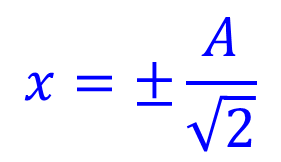 x = ± A/√2